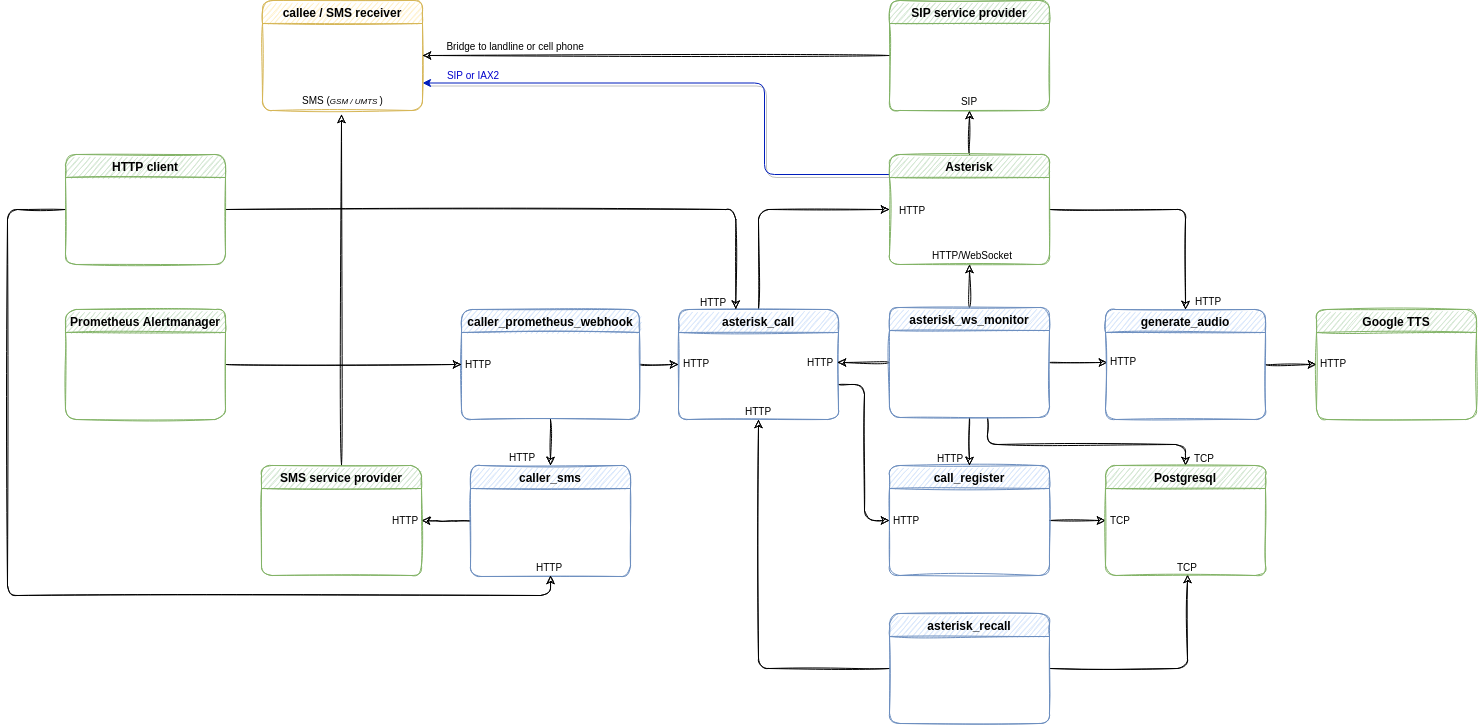 callee / SMS receiver
SIP service provider
Bridge to landline or cell phone
SIP or IAX2
SMS (GSM / UMTS )
SIP
HTTP client
Asterisk
HTTP
HTTP/WebSocket
HTTP
HTTP
Prometheus Alertmanager
caller_prometheus_webhook
asterisk_call
asterisk_ws_monitor
generate_audio
Google TTS
HTTP
HTTP
HTTP
HTTP
HTTP
HTTP
HTTP
HTTP
TCP
SMS service provider
caller_sms
call_register
Postgresql
HTTP
HTTP
TCP
HTTP
TCP
asterisk_recall